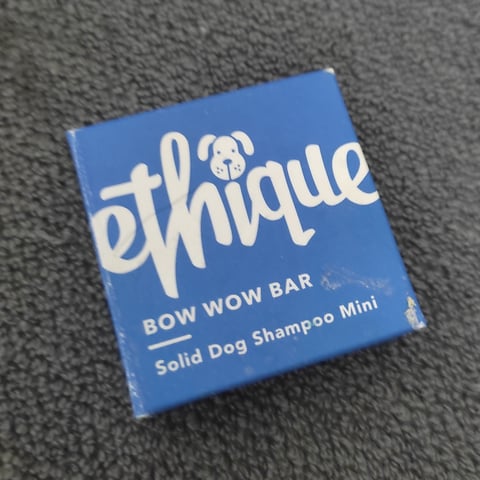 ethique
BOW WOW BAR
Solid Dog Shampoo Mini